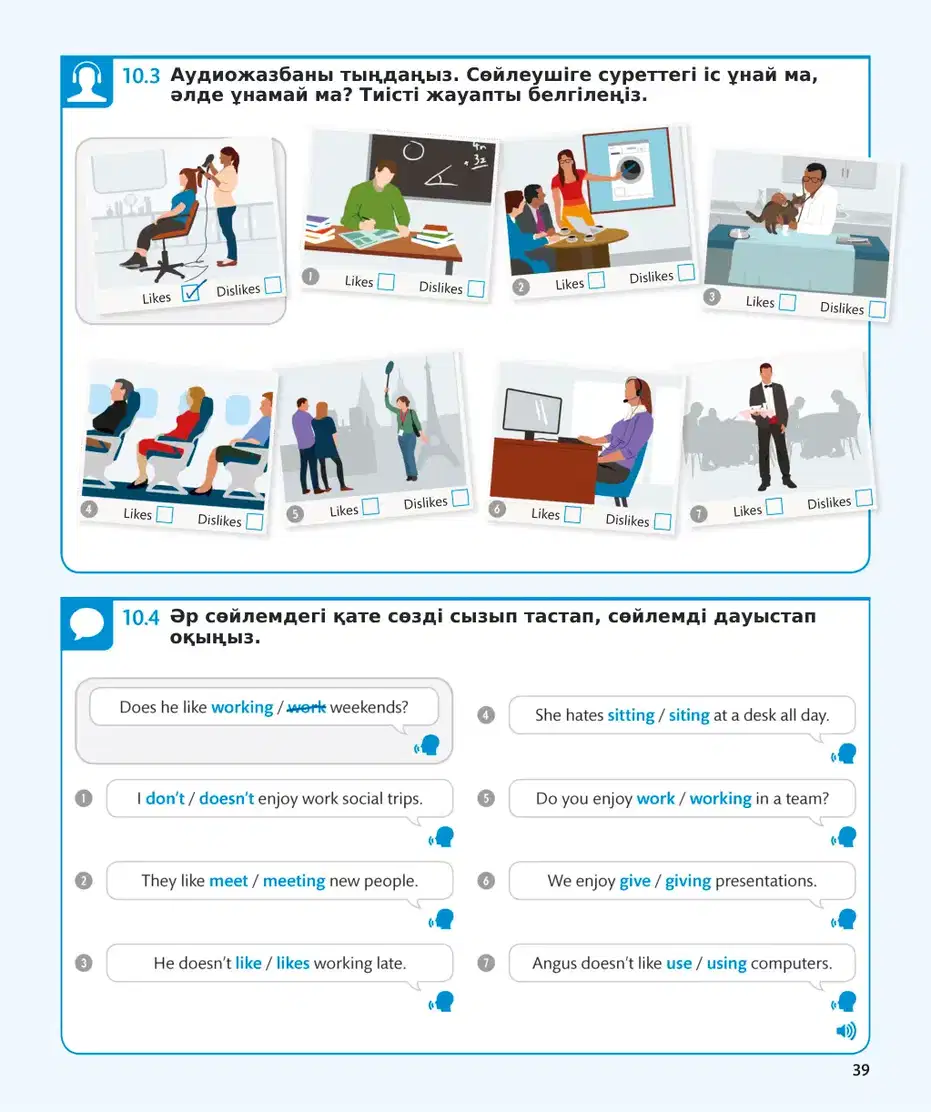 10.3 Аудиожазбаны тыңдаңыз. Сөйлеушіге суреттегі іс ұнай ма,
әлде ұнамай ма? Тиісті жауапты белгілеңіз.
4x
+ 3z
Likes Dislikes
1 Likes Dislikes
2 Likes Dislikes
3 Likes Dislikes
4 Likes Dislikes
5 Likes Dislikes
6 Likes Dislikes
7 Likes Dislikes
10.4 Әр сөйлемдегі қате сөзді сызып тастап, сөйлемді дауыстап
оқыңыз.
Does he like working / work weekends?
1 I don't / doesn't enjoy work social trips.
2 They like meet / meeting new people.
3 He doesn't like / likes working late.
4 She hates sitting / siting at a desk all day.
5 Do you enjoy work / working in a team?
6 We enjoy give / giving presentations.
7 Angus doesn't like use / using computers.
39